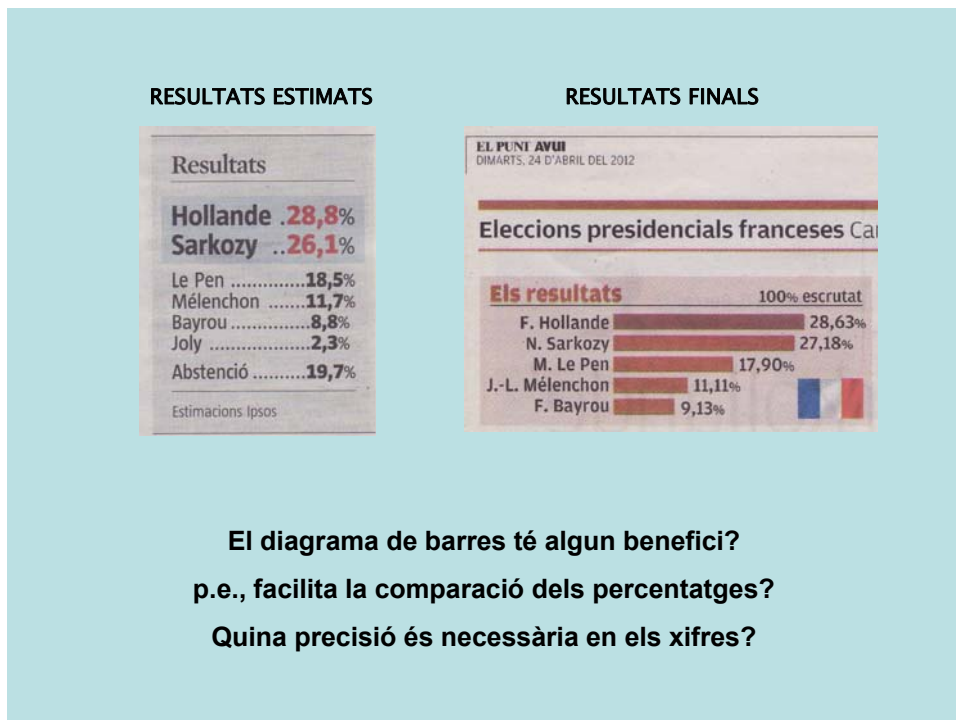 RESULTATS ESTIMATS
RESULTATS FINALS
Resultats
Hollande .28,8%
Sarkozy ..26,1%
Le Pen ..............18,5%
Mélenchon .......11,7%
Bayrou...............8,8%
Joly ...................2,3%
Abstenció ..........19,7%
Estimacions Ipsos
EL PUNT AVUI
DIMARTS, 24 D'ABRIL DEL 2012
Eleccions presidencials franceses Ca
Els resultats 100% escrutat
F. Hollande 28,63%
N. Sarkozy 27,18%
M. Le Pen 17,90%
J.-L. Mélenchon 11,11%
F. Bayrou 9,13%
El diagrama de barres té algun benefici?
p.e., facilita la comparació dels percentatges?
Quina precisió és necessària en els xifres?